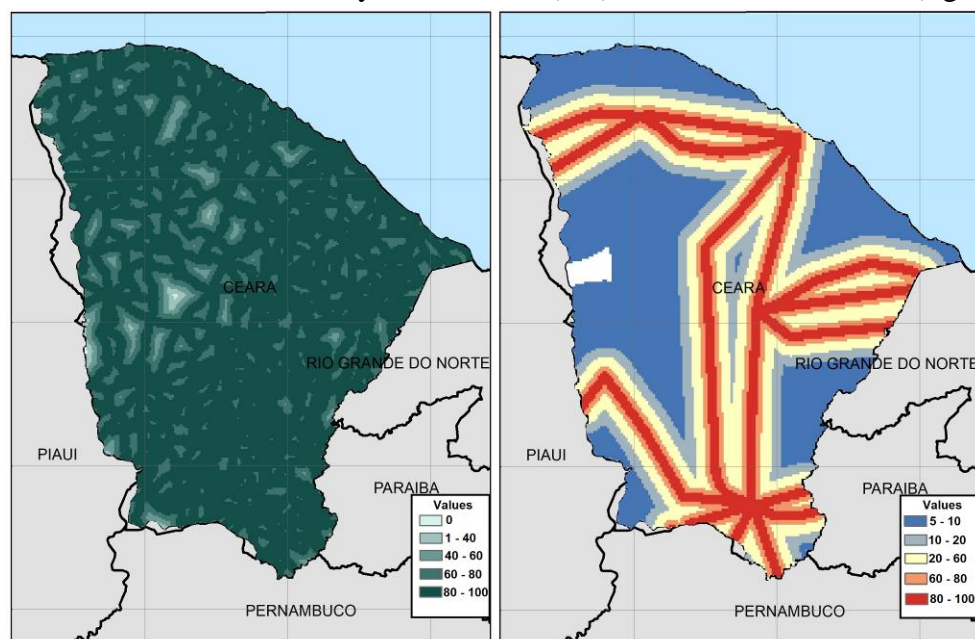 CEARA
RIO GRANDE DO NORTE
PIAUI
PARAIBA
PERNAMBUCO
Values
0
1 - 40
40 - 60
60 - 80
80 - 100
CEARA
RIO GRANDE DO NORTE
PIAUI
PARAIBA
PERNAMBUCO
Values
5 - 10
10 - 20
20 - 60
60 - 80
80 - 100